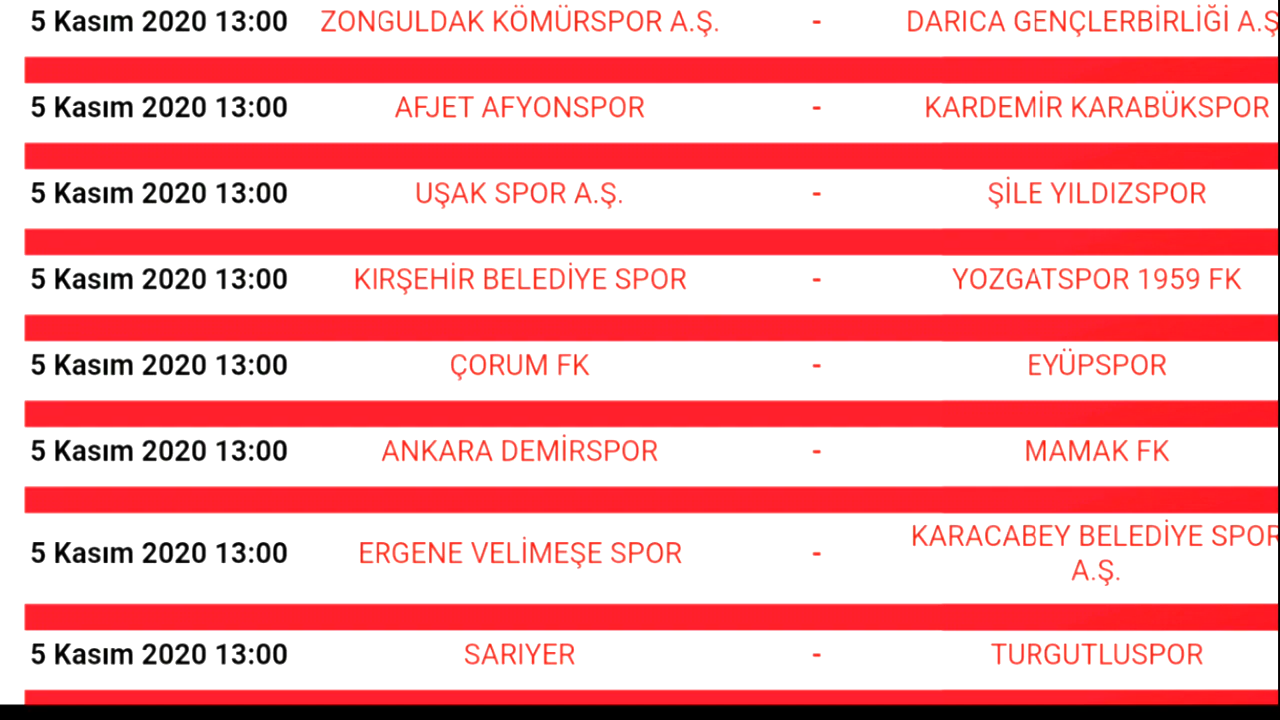 5 Kasım 2020 13:00 ZONGULDAK KÖMÜRSPOR A.Ş. - DARICA GENÇLERBİRLİĞİ A.Ş
5 Kasım 2020 13:00 AFJET AFYONSPOR - KARDEMİR KARABÜKSPOR
5 Kasım 2020 13:00 UŞAK SPOR A.Ş. - ŞİLE YILDIZSPOR
5 Kasım 2020 13:00 KIRŞEHİR BELEDİYE SPOR - YOZGATSPOR 1959 FK
5 Kasım 2020 13:00 ÇORUM FK - EYÜPSPOR
5 Kasım 2020 13:00 ANKARA DEMİRSPOR - MAMAK FK
5 Kasım 2020 13:00 ERGENE VELİMEŞE SPOR - KARACABEY BELEDİYE SPOR
A.Ş.
5 Kasım 2020 13:00 SARIYER - TURGUTLUSPOR